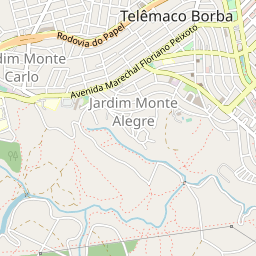 Telêmaco Borba
Rodovia do Papel
dim Monte
Carlo
Avenida Marechal Floriano Peixoto
Jardim Monte
Alegre